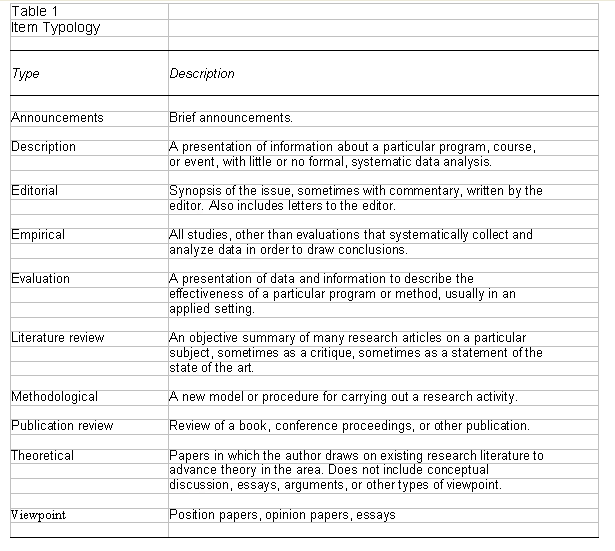 Table 1
Item Typology
Type Description
Announcements Brief announcements.
Description A presentation of information about a particular program, course,
or event, with little or no formal, systematic data analysis.
Editorial Synopsis of the issue, sometimes with commentary, written by the
editor. Also includes letters to the editor.
Empirical All studies, other than evaluations that systematically collect and
analyze data in order to draw conclusions.
Evaluation A presentation of data and information to describe the
effectiveness of a particular program or method, usually in an
applied setting.
Literature review An objective summary of many research articles on a particular
subject, sometimes as a critique, sometimes as a statement of the
state of the art.
Methodological A new model or procedure for carrying out a research activity.
Publication review Review of a book, conference proceedings, or other publication.
Theoretical Papers in which the author draws on existing research literature to
advance theory in the area. Does not include conceptual
discussion, essays, arguments, or other types of viewpoint.
Viewpoint Position papers, opinion papers, essays